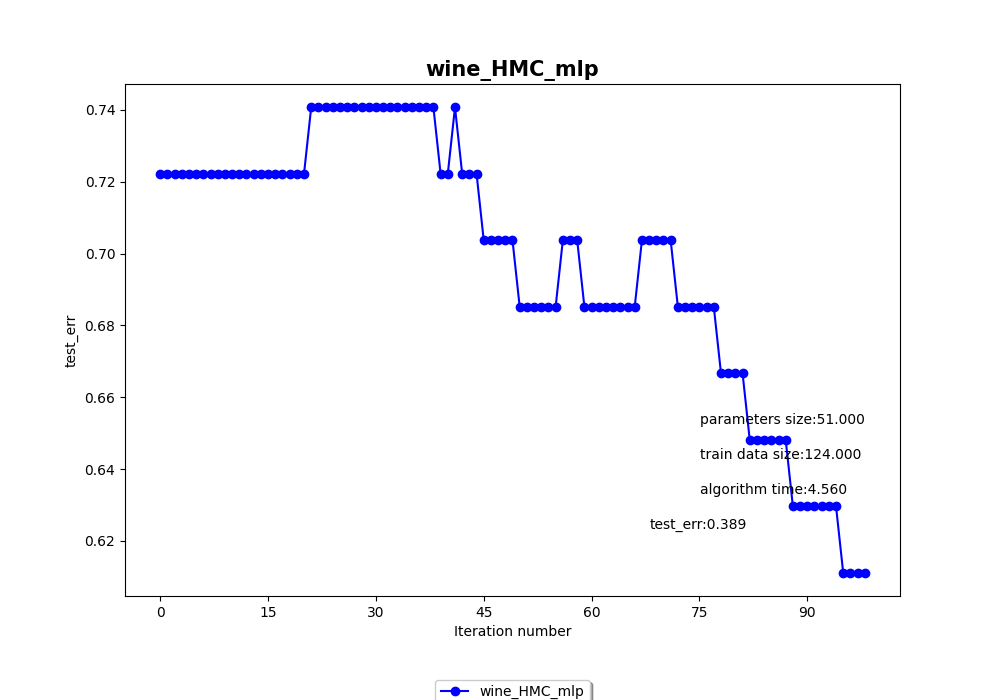 wine_HMC_mlp
0.74
0.72
0.70
0.68
0.66
0.64
0.62
test_err
parameters size:51.000
train data size:124.000
algorithm time:4.560
test_err:0.389
0 15 30 45 60 75 90
Iteration number
wine_HMC_mlp